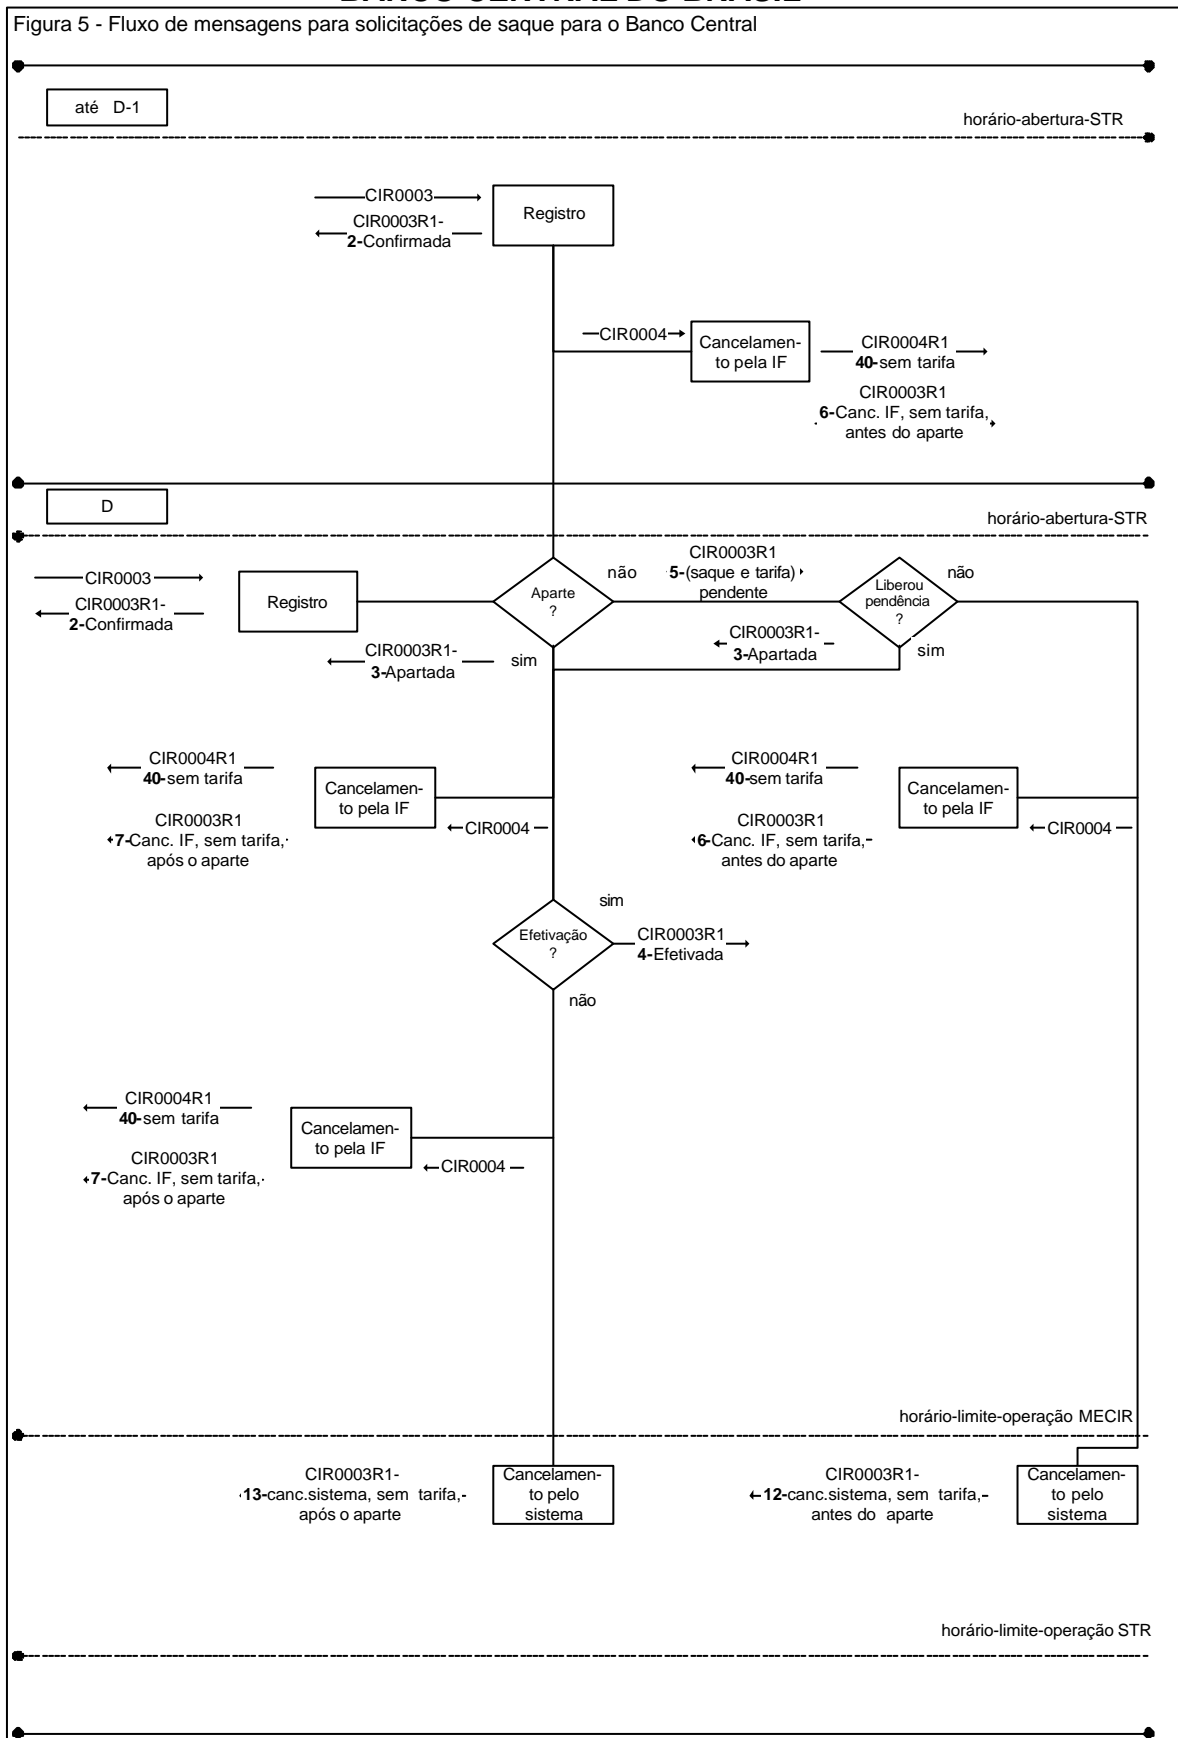 BANCO CENTRAL DO BRASIL
Figura 5 - Fluxo de mensagens para solicitações de saque para o Banco Central
até D-1
horário-abertura-STR
CIR0003
CIR0003R1-
2-Confirmada
Registro
CIR0004
Cancelamen-
to pela IF
CIR0004R1
40-sem tarifa
CIR0003R1
6-Canc. IF, sem tarifa,
antes do aparte
D
horário-abertura-STR
CIR0003
CIR0003R1-
2-Confirmada
Registro
Aparte
?
não
CIR0003R1
5-(saque e tarifa)
pendente
Liberou
pendência
?
não
CIR0003R1-
3-Apartada
sim
CIR0003R1-
3-Apartada
sim
CIR0004R1
40-sem tarifa
CIR0003R1
7-Canc. IF, sem tarifa,
após o aparte
Cancelamen-
to pela IF
CIR0004
CIR0004R1
40-sem tarifa
CIR0003R1
6-Canc. IF, sem tarifa,
antes do aparte
Cancelamen-
to pela IF
CIR0004
sim
Efetivação
?
CIR0003R1
4-Efetivada
não
CIR0004R1
40-sem tarifa
CIR0003R1
7-Canc. IF, sem tarifa,
após o aparte
Cancelamen-
to pela IF
CIR0004
horário-limite-operação MECIR
CIR0003R1-
13-canc.sistema, sem tarifa,
após o aparte
Cancelamen-
to pelo
sistema
CIR0003R1-
12-canc.sistema, sem tarifa,
antes do aparte
Cancelamen-
to pelo
sistema
horário-limite-operação STR